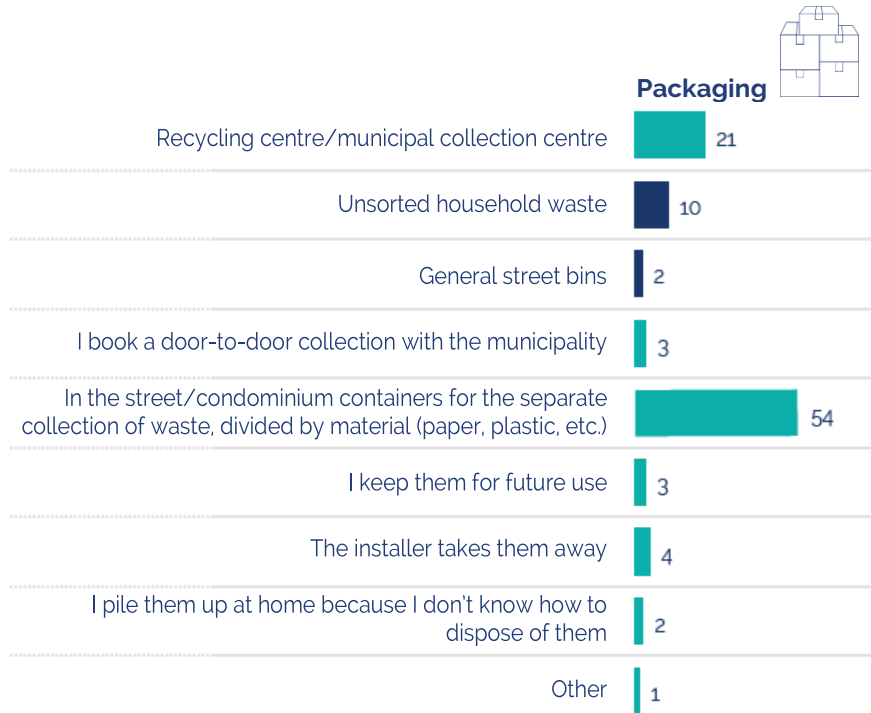 Packaging
Recycling centre/municipal collection centre 21
Unsorted household waste 10
General street bins 2
I book a door-to-door collection with the municipality 3
In the street/condominium containers for the separate
collection of waste, divided by material (paper, plastic, etc.) 54
I keep them for future use 3
The installer takes them away 4
I pile them up at home because I don't know how to
dispose of them 2
Other 1